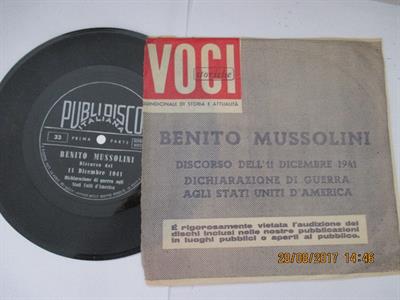 PUBLIDISCO
ITALIANA
33
PRIMA PARTE
BENITO MUSSOLINI
Discorso del
11 Dicembre 1941
Dichiarazione di guerra agli
Stati Uniti d'America
VOCI
storiche
QUINDICINALE DI STORIA E ATTUALITÀ
BENITO MUSSOLINI
DISCORSO DELL'11 DICEMBRE 1941
DICHIARAZIONE DI GUERRA
AGLI STATI UNITI D'AMERICA
È rigorosamente vietata l'audizione dei
dischi inclusi nelle nostre pubblicazioni
in luoghi pubblici o aperti al pubblico.
29/08/2017 14:46